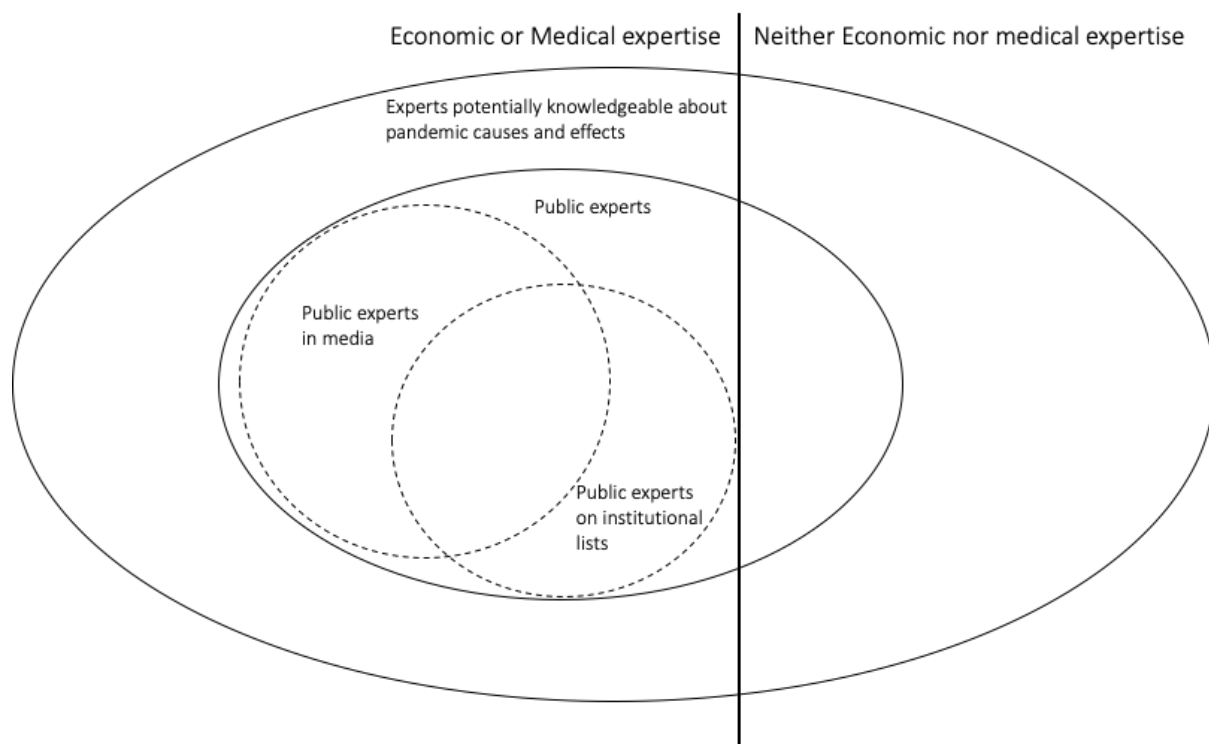 Economic or Medical expertise
Neither Economic nor medical expertise
Experts potentially knowledgeable about
pandemic causes and effects
Public experts
Public experts
in media
Public experts
on institutional
lists